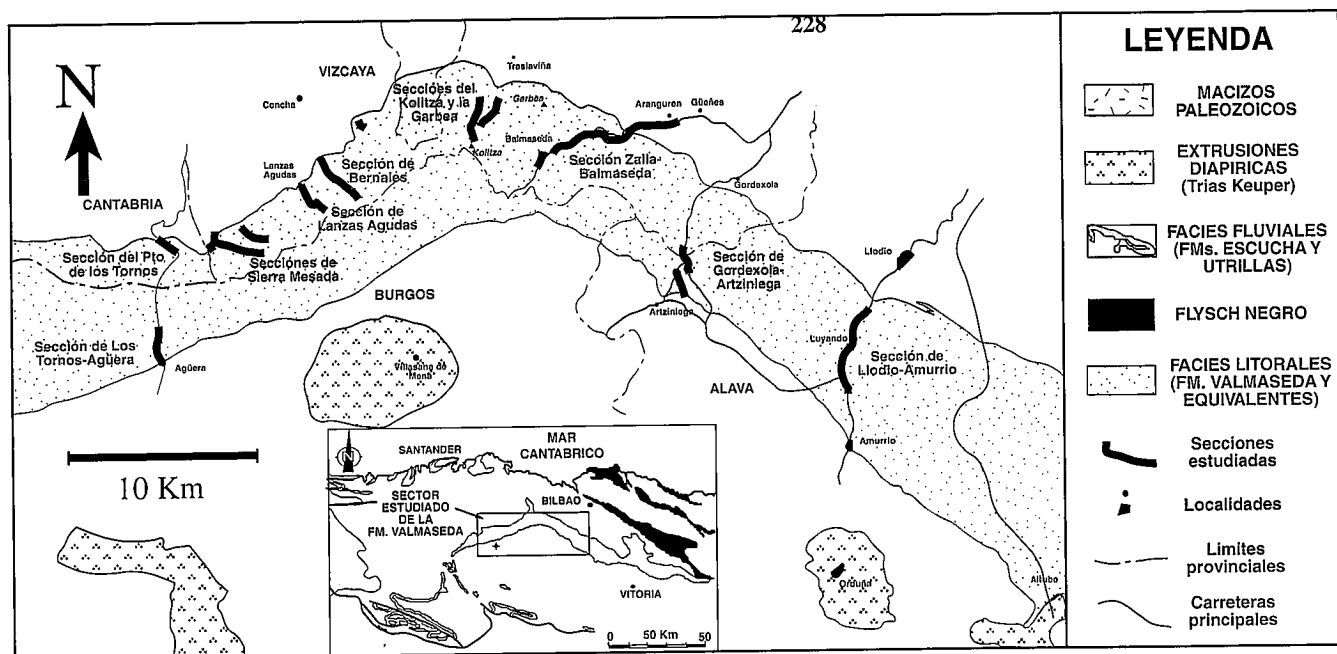 228
N
VIZCAYA
Concha
Traslaviña
Secciónes del
Kolitza y la
Garbea
Garbea
Aranguren
Güeñes
Balmaseda
Kolitza
Sección Zalla-
Balmaseda
Lanzas
Agudas
Sección de
Bernales
Sección de
Lanzas Agudas
CANTABRIA
Sección del Pto
de los Tornos
Secciónes de
Sierra Mesada
Gordexola
Sección de
Gordexola-
Artziniega
Llodio
BURGOS
Artziniega
Luyando
Sección de Los
Tornos-Agüera
Agüera
Villasana de
Mena
ALAVA
Sección de
Llodio-Amurrio
Amurrio
10 Km
Orduña
Altube
N
SANTANDER
MAR
CANTABRICO
BILBAO
SECTOR
ESTUDIADO
DE LA
FM. VALMASEDA
VITORIA
0 50 Km 50
LEYENDA
MACIZOS
PALEOZOICOS
EXTRUSIONES
DIAPIRICAS
(Trias Keuper)
FACIES FLUVIALES
(FMs. ESCUCHA Y
UTRILLAS)
FLYSCH NEGRO
FACIES LITORALES
(FM. VALMASEDA Y
EQUIVALENTES)
Secciones
estudiadas
Localidades
Limites
provinciales
Carreteras
principales